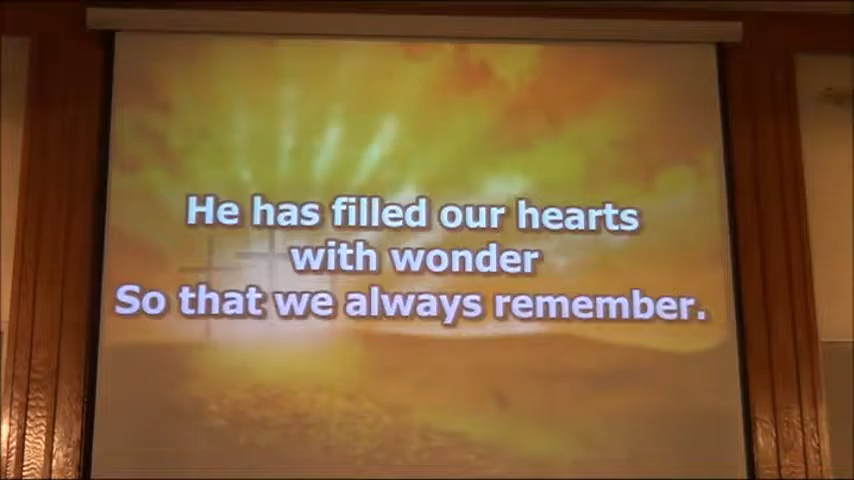 He has filled our hearts
with wonder
So that we always remember.